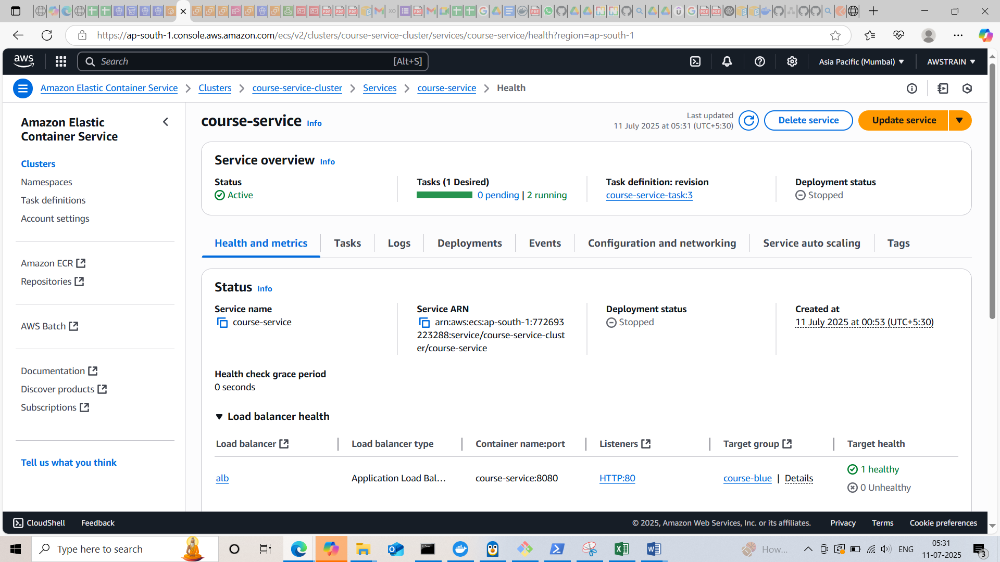 https://ap-south-1.console.aws.amazon.com/ecs/v2/clusters/course-service-cluster/services/course-service/health?region=ap-south-1
aws
Search
[Alt+S]
Asia Pacific (Mumbai)
AWSTRAIN
Amazon Elastic Container Service
Clusters
course-service-cluster
Services
course-service
Health
Amazon Elastic Container Service
Clusters
Namespaces
Task definitions
Account settings
Amazon ECR
Repositories
AWS Batch
Documentation
Discover products
Subscriptions
Tell us what you think
course-service Info
Last updated
11 July 2025 at 05:31 (UTC+5:30)
Delete service
Update service
Service overview Info
Status
Active
Tasks (1 Desired)
0 pending | 2 running
Task definition: revision
course-service-task:3
Deployment status
Stopped
Health and metrics
Tasks
Logs
Deployments
Events
Configuration and networking
Service auto scaling
Tags
Status Info
Service name
course-service
Service ARN
arn:aws:ecs:ap-south-1:772693
223288:service/course-service-clust
er/course-service
Deployment status
Stopped
Created at
11 July 2025 at 00:53 (UTC+5:30)
Health check grace period
0 seconds
Load balancer health
Load balancer
Load balancer type
Container name:port
Listeners
Target group
Target health
alb
Application Load Bal…
course-service:8080
HTTP:80
course-blue | Details
1 healthy
0 Unhealthy
CloudShell
Feedback
© 2025, Amazon Web Services, Inc. or its affiliates.
Privacy
Terms
Cookie preferences
Type here to search
How...
ENG
05:31
11-07-2025
3